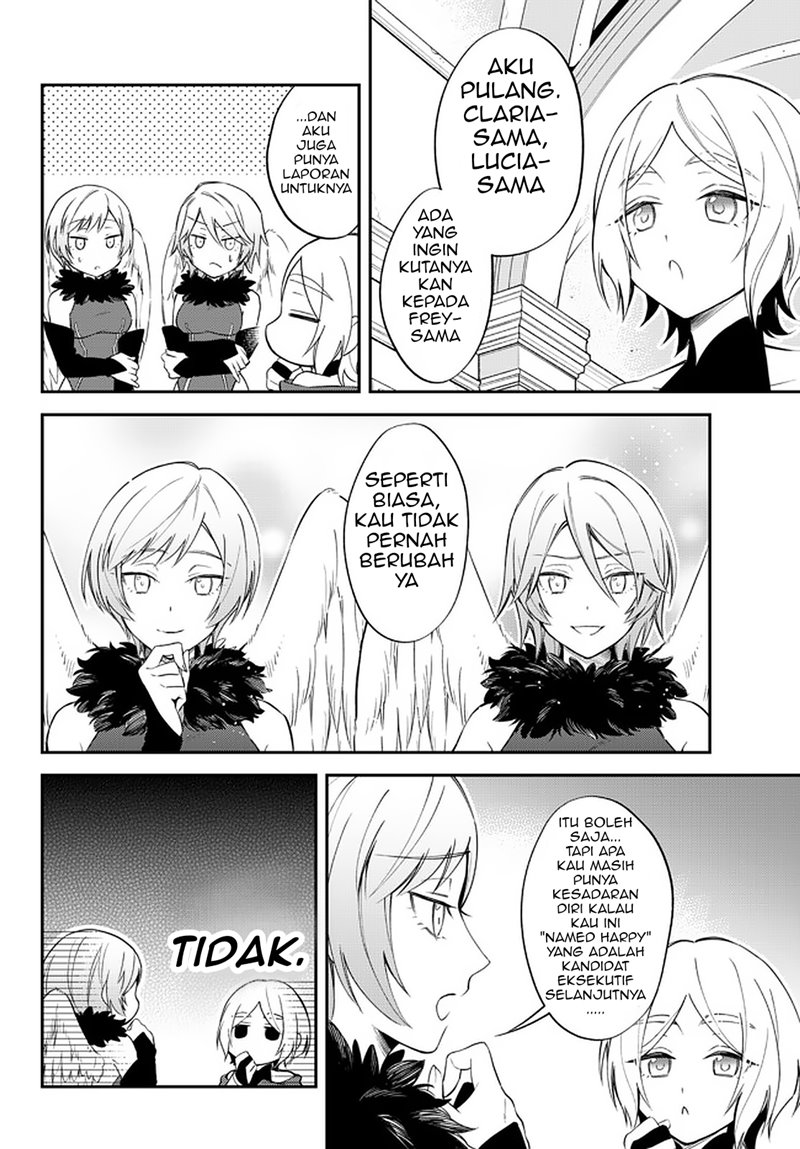 AKU
PULANG.
CLARIA-
SAMA,
LUCIA-
SAMA
ADA
YANG
INGIN
KUTANYA
KAN
KEPADA
FREY-
SAMA
...DAN
AKU
JUGA
PUNYA
LAPORAN
UNTUKNYA
SEPERTI
BIASA,
KAU TIDAK
PERNAH
BERUBAH
YA
ITU BOLEH
SAJA...
TAPI APA
KAU MASIH
PUNYA
KESADARAN
DIRI KALAU
KAU INI
"NAMED HARPY"
YANG ADALAH
KANDIDAT
EKSEKUTIF
SELANJUTNYA
.....
TIDAK.